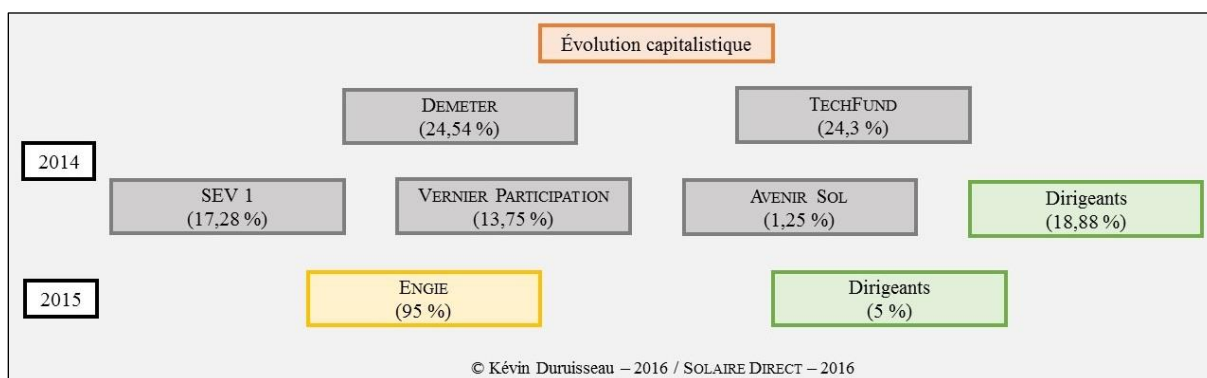 Évolution capitalistique
DEMETER
(24,54 %)
TECHFUND
(24,3 %)
2014
SEV 1
(17,28 %)
VERNIER PARTICIPATION
(13,75 %)
AVENIR SOL
(1,25 %)
Dirigeants
(18,88 %)
2015
ENGIE
(95 %)
Dirigeants
(5 %)
© Kévin Duruisseau – 2016 / SOLAIRE DIRECT – 2016